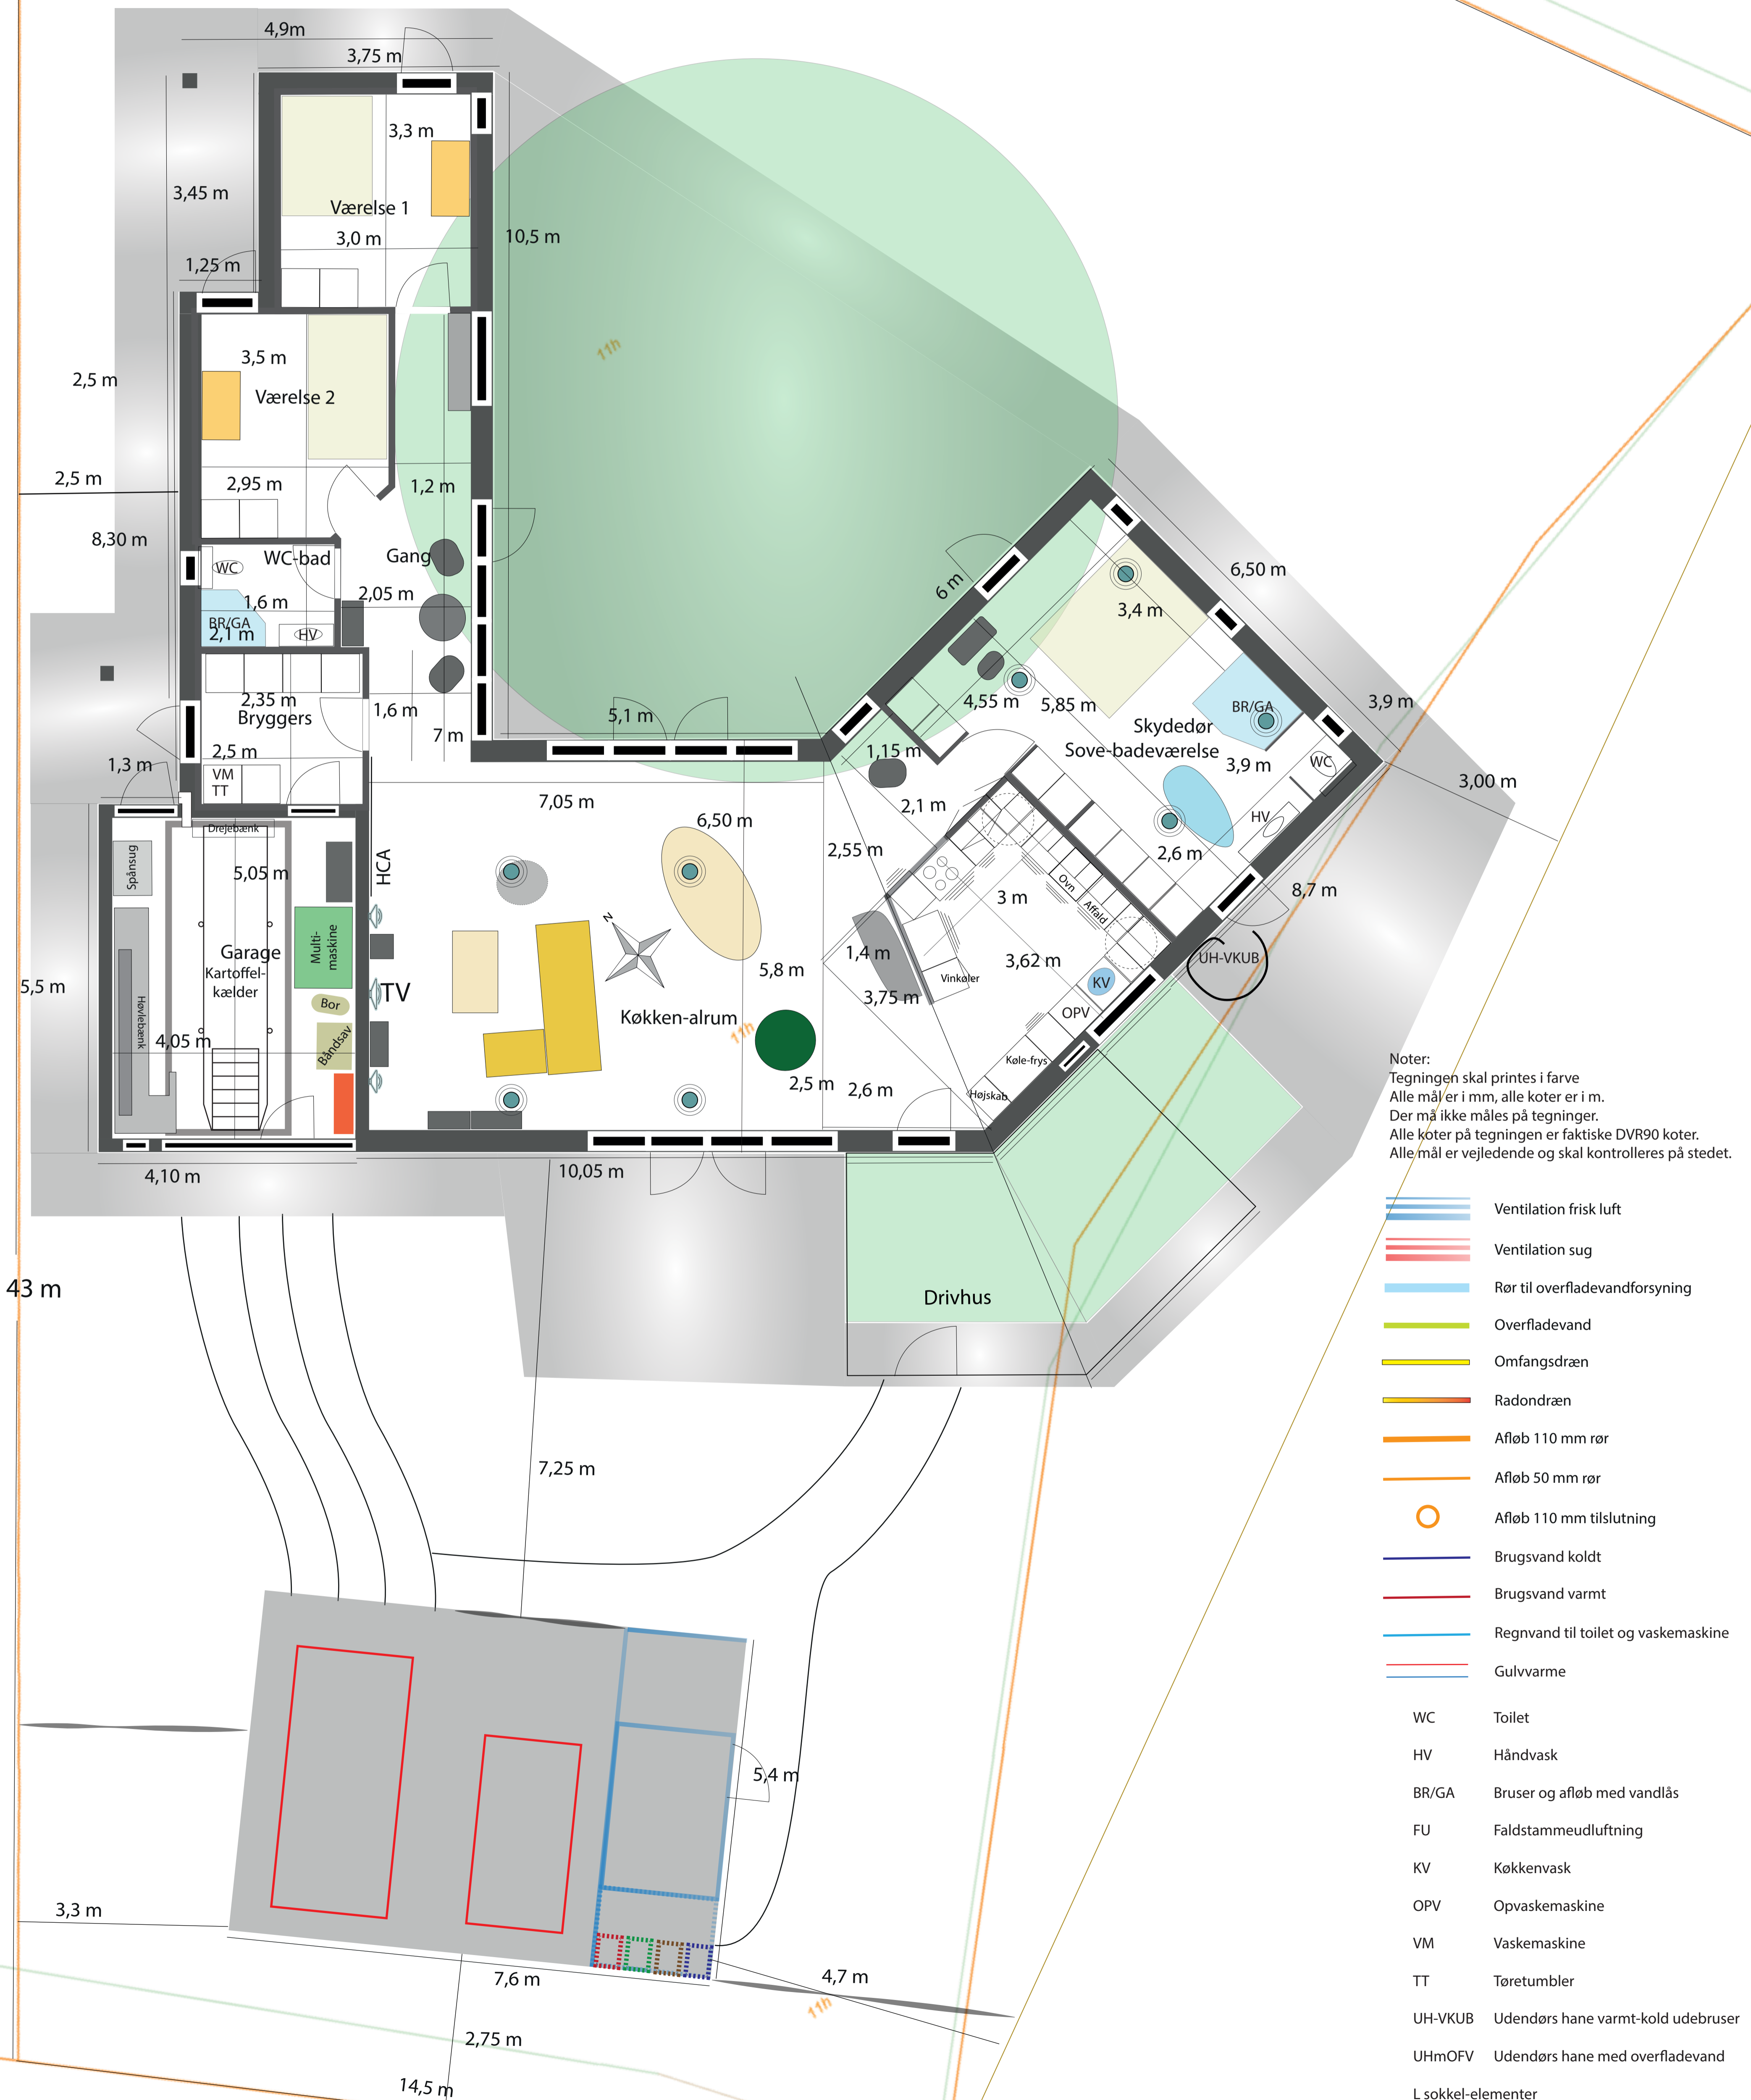 4,9m
3,75 m
3,3 m
3,45 m
Værelse 1
3,0 m
10,5 m
1,25 m
11h
3,5 m
2,5 m
Værelse 2
2,5 m
2,95 m
1,2 m
8,30 m
WC-bad
Gang
WC
1,6 m
2,05 m
BR/GA
2,1 m
HV
6 m
6,50 m
3,4 m
2,35 m
Bryggers
1,6 m
7 m
5,1 m
4,55 m
5,85 m
BR/GA
3,9 m
Skydedør
Sove-badeværelse
2,5 m
1,3 m
VM
TT
1,15 m
3,9 m
WC
3,00 m
7,05 m
2,1 m
6,50 m
HV
Drejebænk
Spånsug
5,05 m
HCA
2,55 m
2,6 m
Ovn
Affald
3 m
8,7 m
Multi-
maskine
Garage
Kartoffel-
kælder
1,4 m
3,62 m
UH-VKUB
5,8 m
Vinkøler
KV
5,5 m
TV
N
3,75 m
Bor
Høvlebænk
Køkken-alrum
11h
OPV
4,05 m
Båndsav
Køle-frys
2,5 m
2,6 m
Højskab
4,10 m
10,05 m
Noter:
Tegningen skal printes i farve
Alle mål er i mm, alle koter er i m.
Der må ikke måles på tegninger.
Alle koter på tegningen er faktiske DVR90 koter.
Alle mål er vejledende og skal kontrolleres på stedet.
Ventilation frisk luft
Ventilation sug
Rør til overfladevandforsyning
Overfladevand
Omfangsdræn
Radondræn
Afløb 110 mm rør
Afløb 50 mm rør
Afløb 110 mm tilslutning
Brugsvand koldt
Brugsvand varmt
Regnvand til toilet og vaskemaskine
Gulvvarme
WC Toilet
HV Håndvask
BR/GA Bruser og afløb med vandlås
FU Faldstammeudluftning
KV Køkkenvask
OPV Opvaskemaskine
VM Vaskemaskine
TT Tøretumbler
UH-VKUB Udendørs hane varmt-kold udebruser
UHmOFV Udendørs hane med overfladevand
L sokkel-elementer
43 m
Drivhus
7,25 m
5,4 m
3,3 m
7,6 m
4,7 m
11h
2,75 m
14,5 m